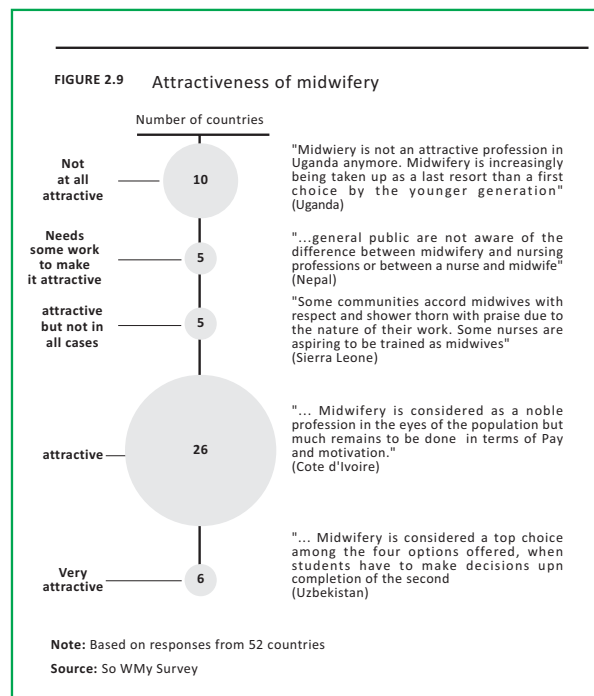 FIGURE 2.9 Attractiveness of midwifery
Number of countries
Not
at all
attractive
10
"Midwiery is not an attractive profession in
Uganda anymore. Midwifery is increasingly
being taken up as a last resort than a first
choice by the younger generation"
(Uganda)
Needs
some work
to make
it attractive
5
"...general public are not aware of the
difference between midwifery and nursing
professions or between a nurse and midwife"
(Nepal)
attractive
but not in
all cases
5
"Some communities accord midwives with
respect and shower thorn with praise due to
the nature of their work. Some nurses are
aspiring to be trained as midwives"
(Sierra Leone)
attractive
26
"... Midwifery is considered as a noble
profession in the eyes of the population but
much remains to be done in terms of Pay
and motivation."
(Cote d'Ivoire)
Very
attractive
6
"... Midwifery is considered a top choice
among the four options offered, when
students have to make decisions upn
completion of the second
(Uzbekistan)
Note: Based on responses from 52 countries
Source: So WMy Survey